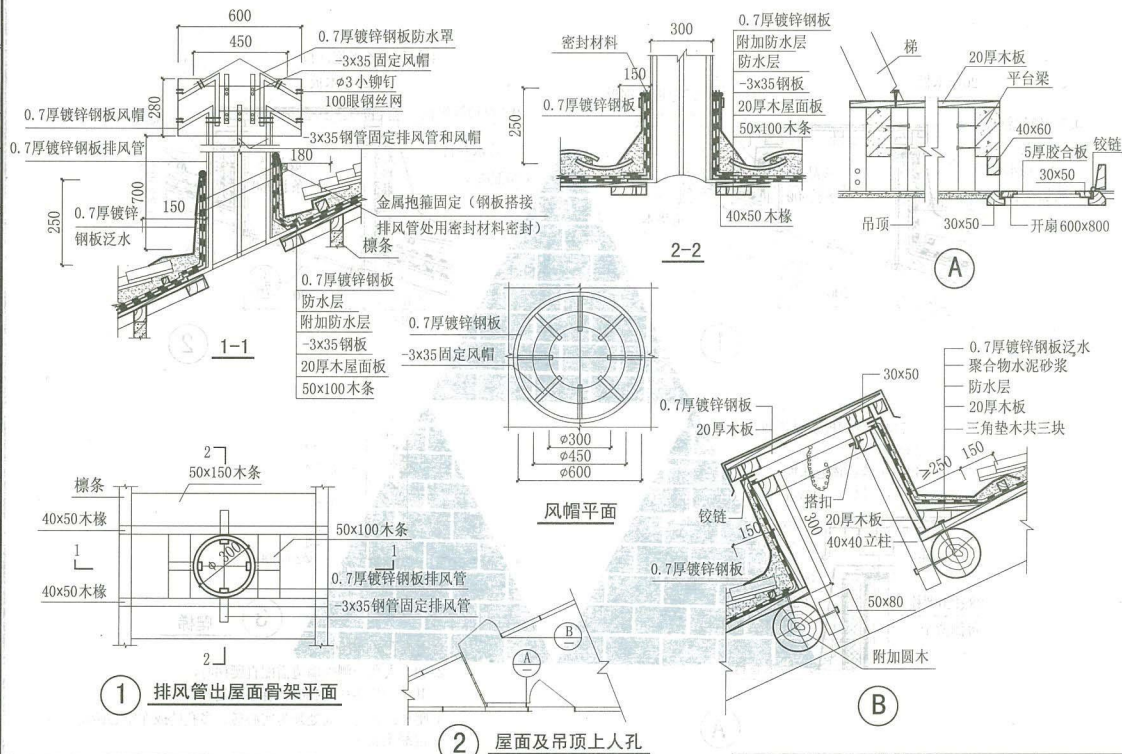 600
450
0.7厚镀锌钢板防水罩
-3x35固定风帽
φ3小铆钉
100眼钢丝网
280
0.7厚镀锌钢板风帽
0.7厚镀锌钢板排风管
-3x35钢管固定排风管和风帽
180
700
150
250
0.7厚镀锌
钢板泛水
金属抱箍固定（钢板搭接
排风管处用密封材料密封）
檩条
0.7厚镀锌钢板
防水层
附加防水层
-3x35钢板
20厚木屋面板
50x100木条
1-1
密封材料
300
150
0.7厚镀锌钢板
250
0.7厚镀锌钢板
附加防水层
防水层
-3x35钢板
20厚木屋面板
50x100木条
40x50木椽
2-2
梯
20厚木板
平台梁
40x60
5厚胶合板
铰链
30x50
吊顶
30x50
开扇600x800
A
0.7厚镀锌钢板
-3x35固定风帽
φ300
φ450
φ600
风帽平面
0.7厚镀锌钢板泛水
聚合物水泥砂浆
防水层
20厚木板
三角垫木共三块
30x50
0.7厚镀锌钢板
20厚木板
≥250
150
搭扣
铰链
300
20厚木板
40x40立柱
150
0.7厚镀锌钢板
50x80
附加圆木
B
2
50x150木条
檩条
40x50木椽
50x100木条
1
1
φ300
0.7厚镀锌钢板排风管
40x50木椽
-3x35钢管固定排风管
2
1 排风管出屋面骨架平面
B
A
2 屋面及吊顶上人孔